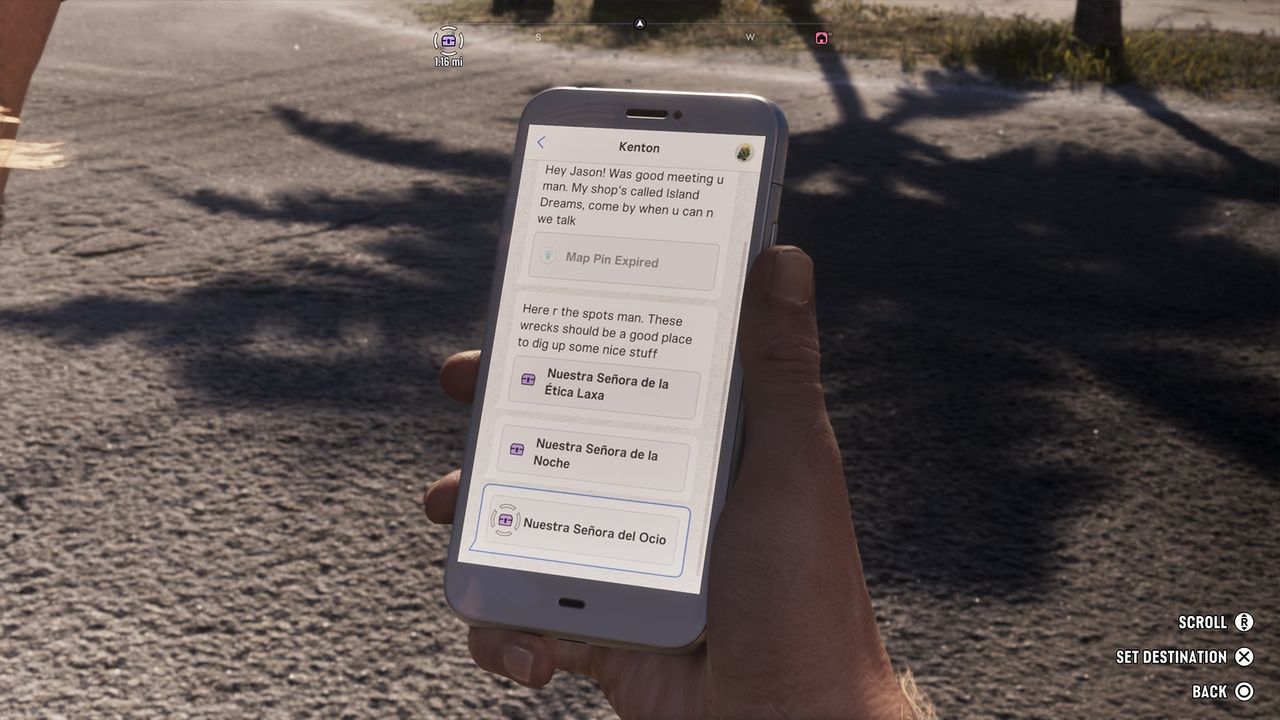 S
W
1.16 mi
Kenton
Hey Jason! Was good meeting u
man. My shop's called Island
Dreams, come by when u can n
we talk
Map Pin Expired
Here r the spots man. These
wrecks should be a good place
to dig up some nice stuff
Nuestra Señora de la
Ética Laxa
Nuestra Señora de la
Noche
Nuestra Señora del Ocio
SCROLL R
SET DESTINATION
BACK